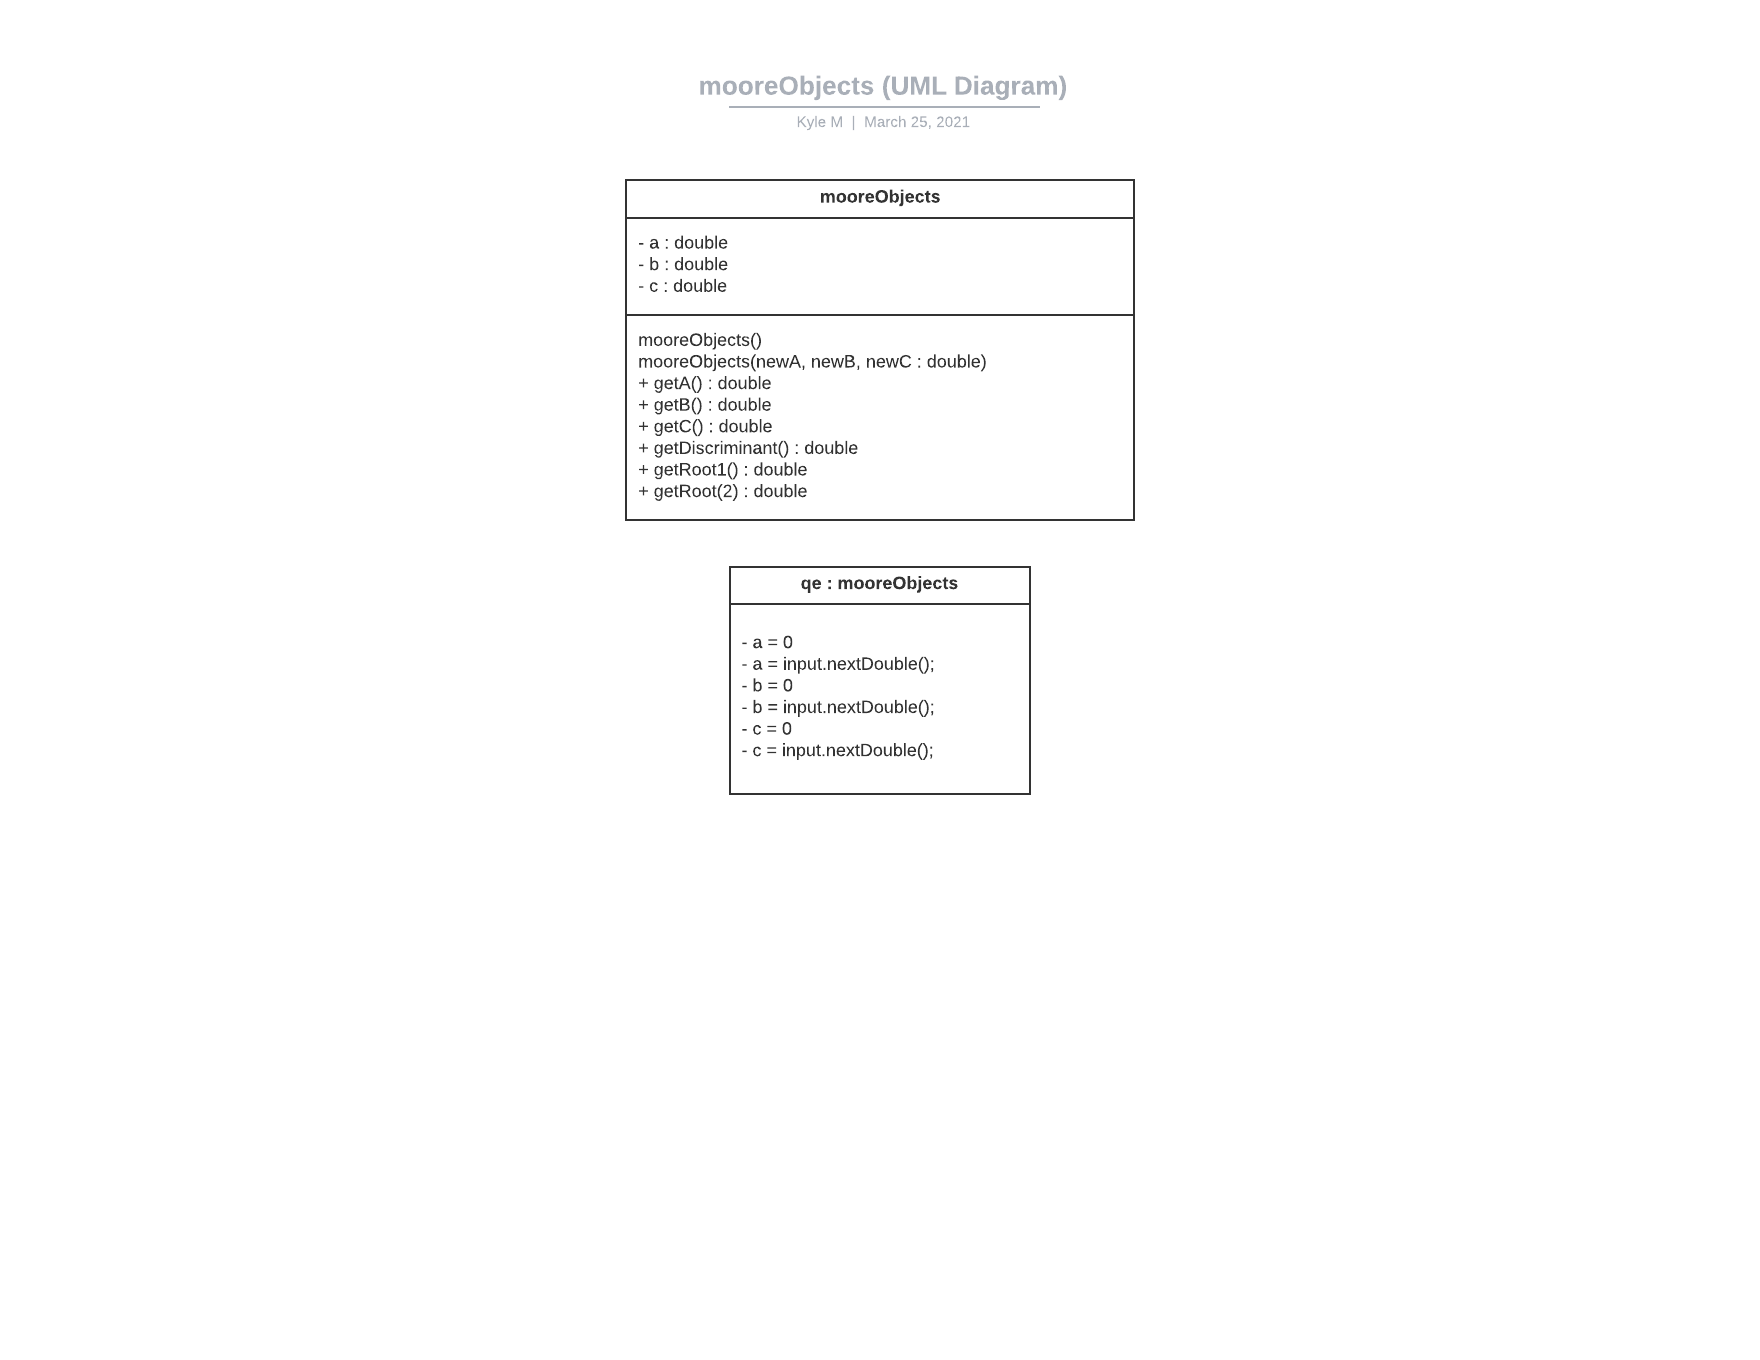 mooreObjects (UML Diagram)
Kyle M | March 25, 2021
mooreObjects
- a : double
- b : double
- c : double
mooreObjects()
mooreObjects(newA, newB, newC : double)
+ getA() : double
+ getB() : double
+ getC() : double
+ getDiscriminant() : double
+ getRoot1() : double
+ getRoot(2) : double
qe : mooreObjects
- a = 0
- a = input.nextDouble();
- b = 0
- b = input.nextDouble();
- c = 0
- c = input.nextDouble();